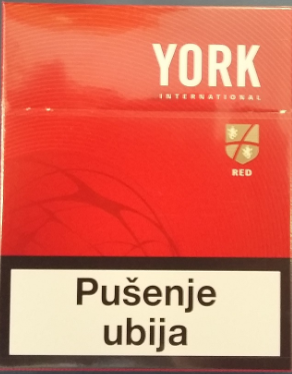 YORK
INTERNATIONAL
RED
Pušenje
ubija